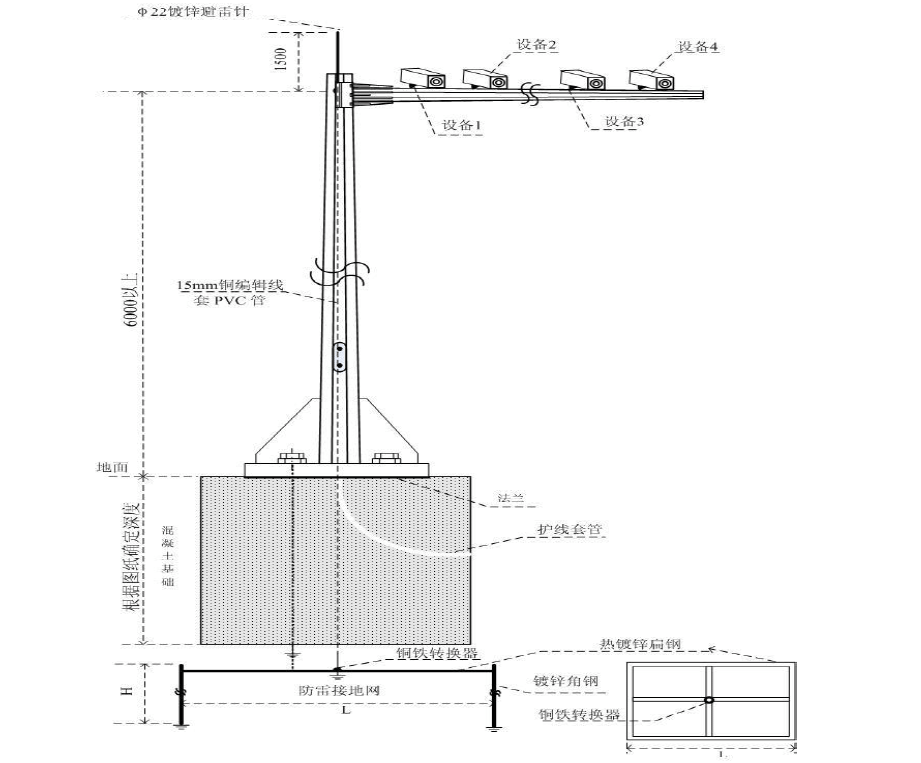 Φ22镀锌避雷针
1500
设备2
设备4
设备1
设备3
6000以上
15mm铜编辑线
套 PVC 管
地面
法兰
根据图纸确定深度
混凝土基础
护线套管
铜铁转换器
热镀锌扁钢
H
防雷接地网
镀锌角钢
L
铜铁转换器
L